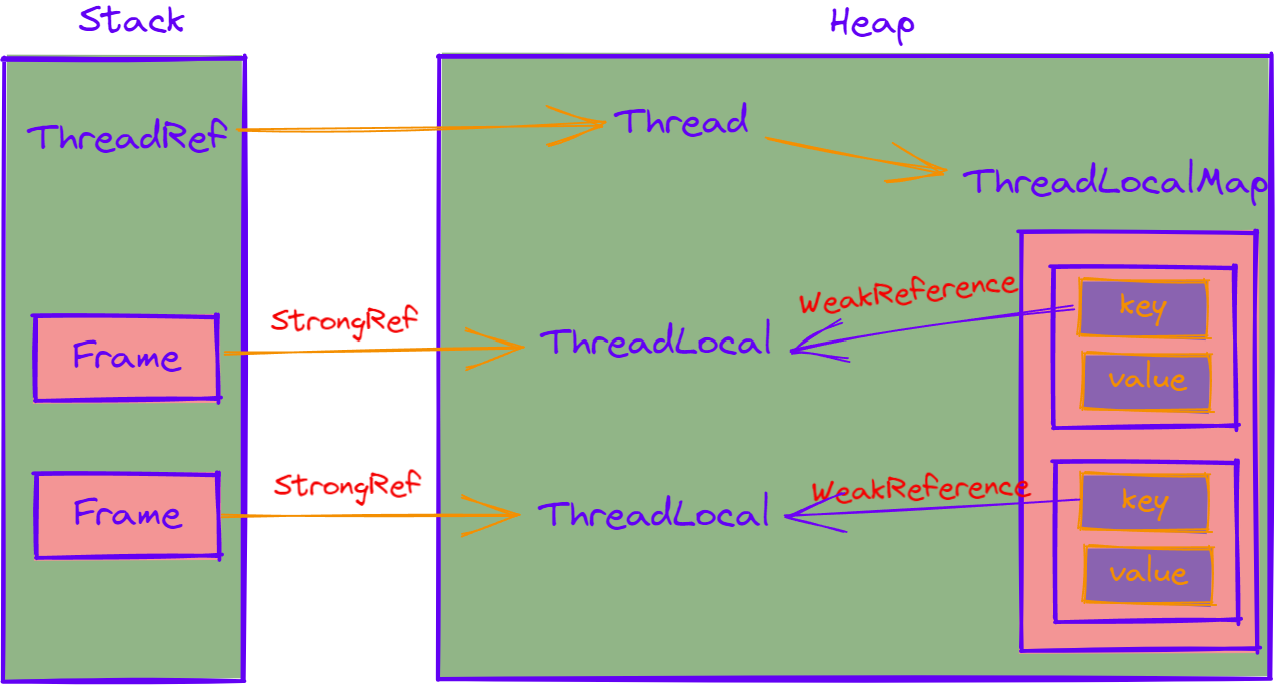 Stack
Heap
ThreadRef
Thread
ThreadLocalMap
StrongRef
WeakReference
key
Frame
ThreadLocal
value
StrongRef
WeakReference
key
Frame
ThreadLocal
value